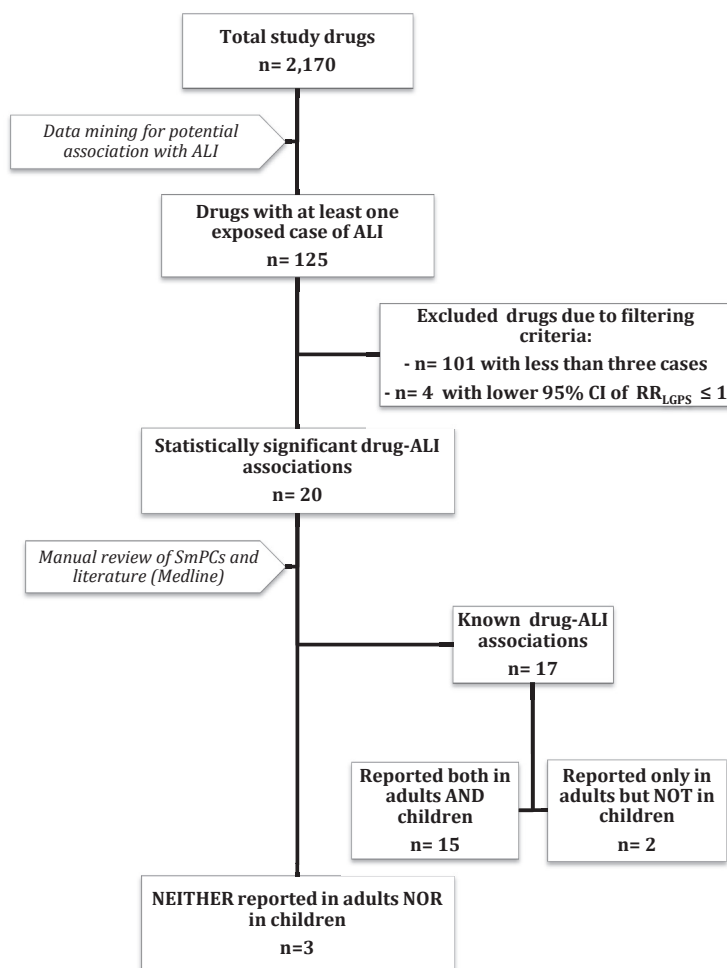 Total study drugs
n= 2,170
Data mining for potential
association with ALI
Drugs with at least one
exposed case of ALI
n= 125
Excluded drugs due to filtering
criteria:
- n= 101 with less than three cases
- n= 4 with lower 95% CI of RR LGPS ≤ 1
Statistically significant drug-ALI
associations
n= 20
Manual review of SmPCs and
literature (Medline)
Known drug-ALI
associations
n= 17
Reported both in
adults AND
children
n= 15
Reported only in
adults but NOT in
children
n= 2
NEITHER reported in adults NOR
in children
n=3